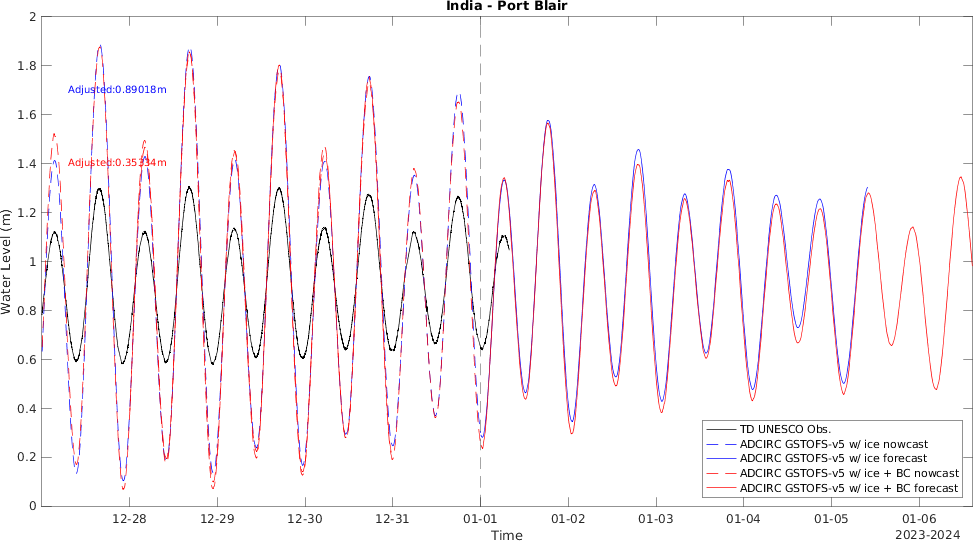 India - Port Blair
2
1.8
1.6
1.4
1.2
1
0.8
0.6
0.4
0.2
0
Water Level (m)
Adjusted:0.89018m
Adjusted:0.35334m
TD UNESCO Obs.
ADCIRC GSTOFS-v5 w/ ice nowcast
ADCIRC GSTOFS-v5 w/ ice forecast
ADCIRC GSTOFS-v5 w/ ice + BC nowcast
ADCIRC GSTOFS-v5 w/ ice + BC forecast
12-28 12-29 12-30 12-31 01-01 01-02 01-03 01-04 01-05 01-06
Time
2023-2024